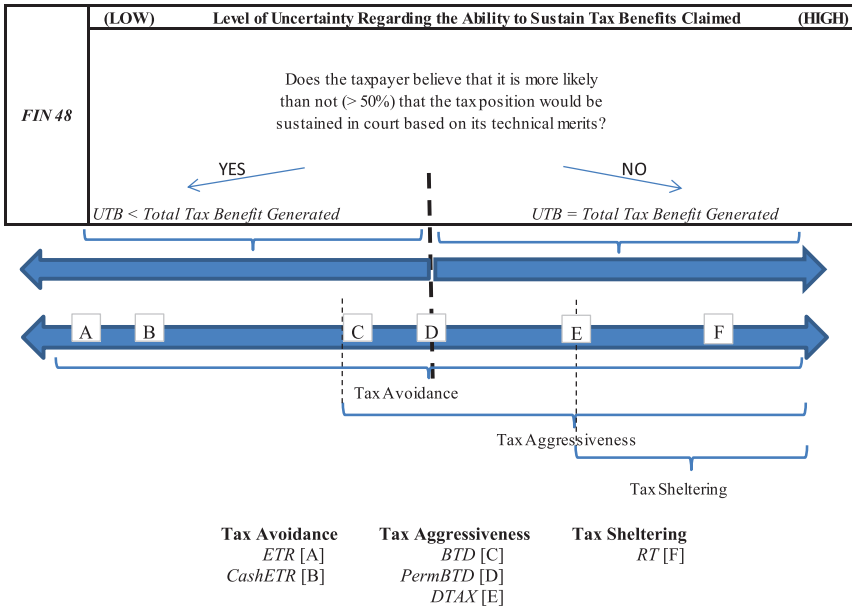 (LOW) Level of Uncertainty Regarding the Ability to Sustain Tax Benefits Claimed (HIGH)
FIN 48
Does the taxpayer believe that it is more likely
than not (> 50%) that the tax position would be
sustained in court based on its technical merits?
YES NO
UTB < Total Tax Benefit Generated UTB = Total Tax Benefit Generated
A B C D E F
Tax Avoidance
Tax Aggressiveness
Tax Sheltering
Tax Avoidance Tax Aggressiveness Tax Sheltering
ETR [A] BTD [C] RT [F]
CashETR [B] PermBTD [D]
DTAX [E]